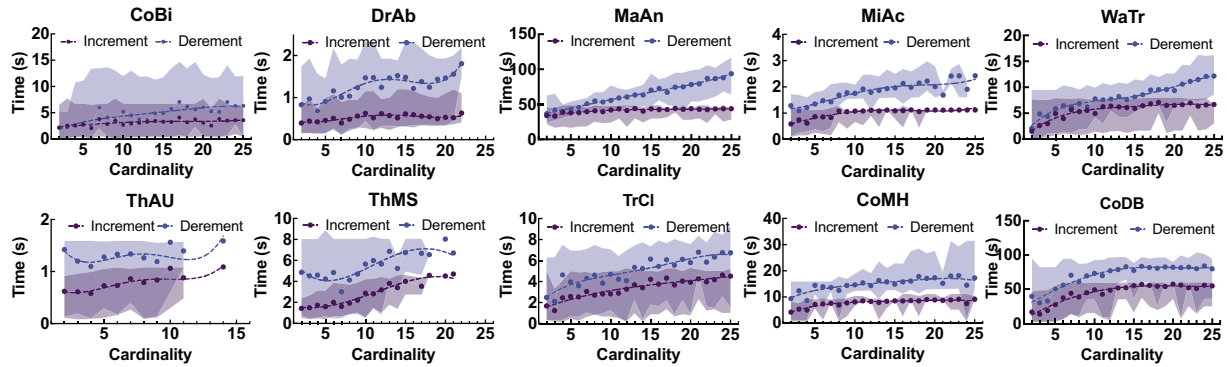 CoBi
Time (s)
20
15
10
5
0
Increment Derement
5 10 15 20 25
Cardinality
DrAb
Time (s)
2
1
0
Increment Derement
5 10 15 20 25
Cardinality
MaAn
Time (s)
150
100
50
0
Increment Derement
5 10 15 20 25
Cardinality
MiAc
Time (s)
4
3
2
1
0
Increment Derement
5 10 15 20 25
Cardinality
WaTr
Time (s)
20
15
10
5
0
Increment Derement
5 10 15 20 25
Cardinality
ThAU
Time (s)
2
1
0
Increment Derement
5 10 15
Cardinality
ThMS
Time (s)
10
8
6
4
2
0
Increment Derement
5 10 15 20 25
Cardinality
TrCl
Time (s)
10
8
6
4
2
0
Increment Derement
5 10 15 20 25
Cardinality
CoMH
Time (s)
40
30
20
10
0
Increment Derement
5 10 15 20 25
Cardinality
CoDB
Time (s)
150
100
50
0
Increment Derement
5 10 15 20 25
Cardinality